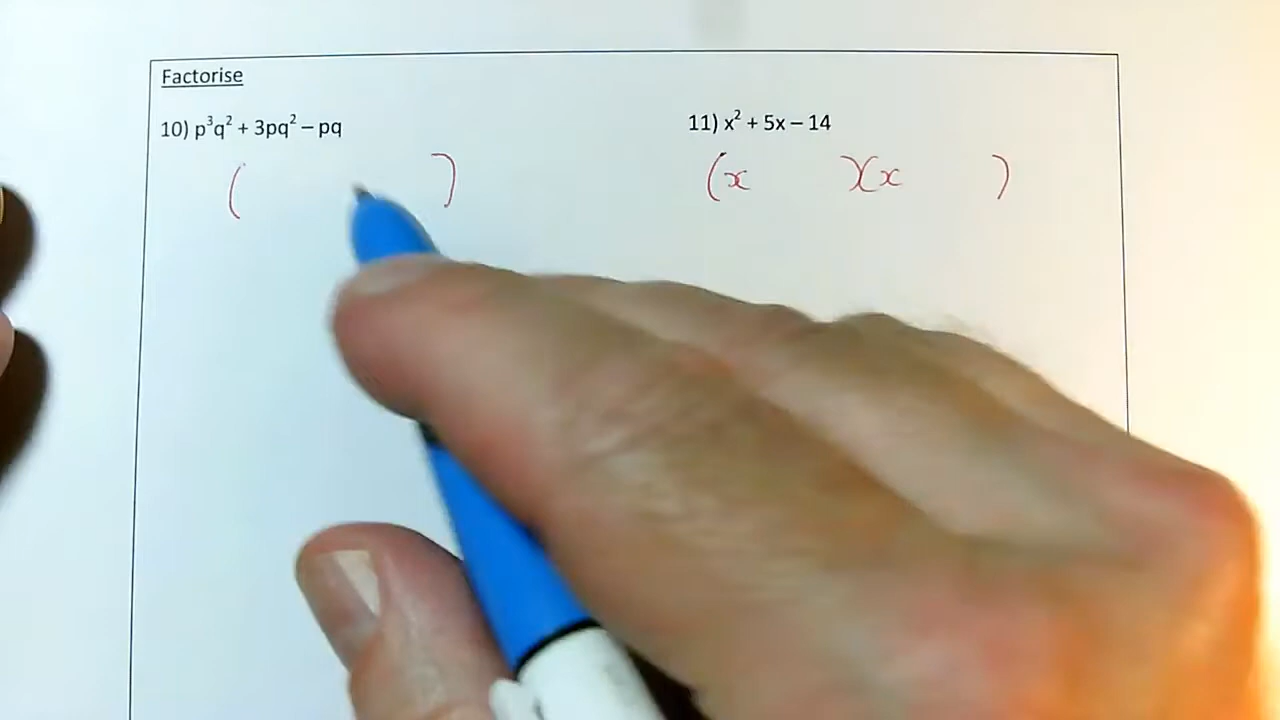 Factorise
10) p³q² + 3pq² – pq
11) x² + 5x – 14
( )
(x )(x )